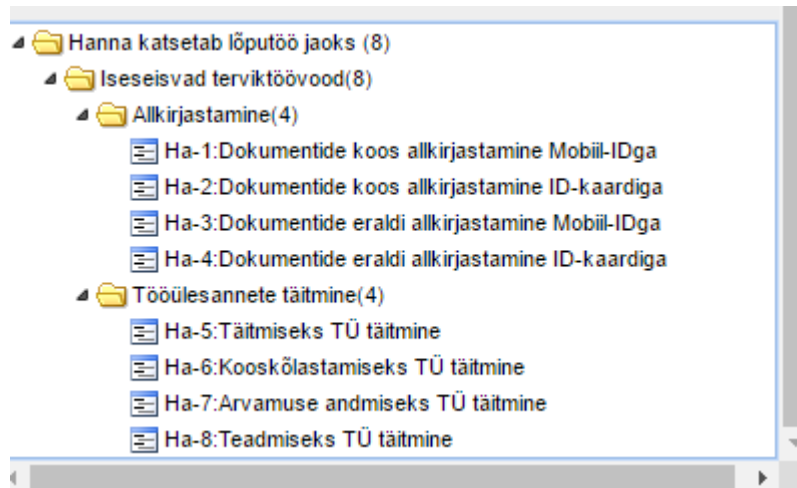 Hanna katsetab lõputöö jaoks (8)
Iseseisvad terviktöövood(8)
Allkirjastamine(4)
Ha-1:Dokumentide koos allkirjastamine Mobiil-IDga
Ha-2:Dokumentide koos allkirjastamine ID-kaardiga
Ha-3:Dokumentide eraldi allkirjastamine Mobiil-IDga
Ha-4:Dokumentide eraldi allkirjastamine ID-kaardiga
Tööülesannete täitmine(4)
Ha-5:Täitmiseks TÜ täitmine
Ha-6:Kooskõlastamiseks TÜ täitmine
Ha-7:Arvamuse andmiseks TÜ täitmine
Ha-8:Teadmiseks TÜ täitmine